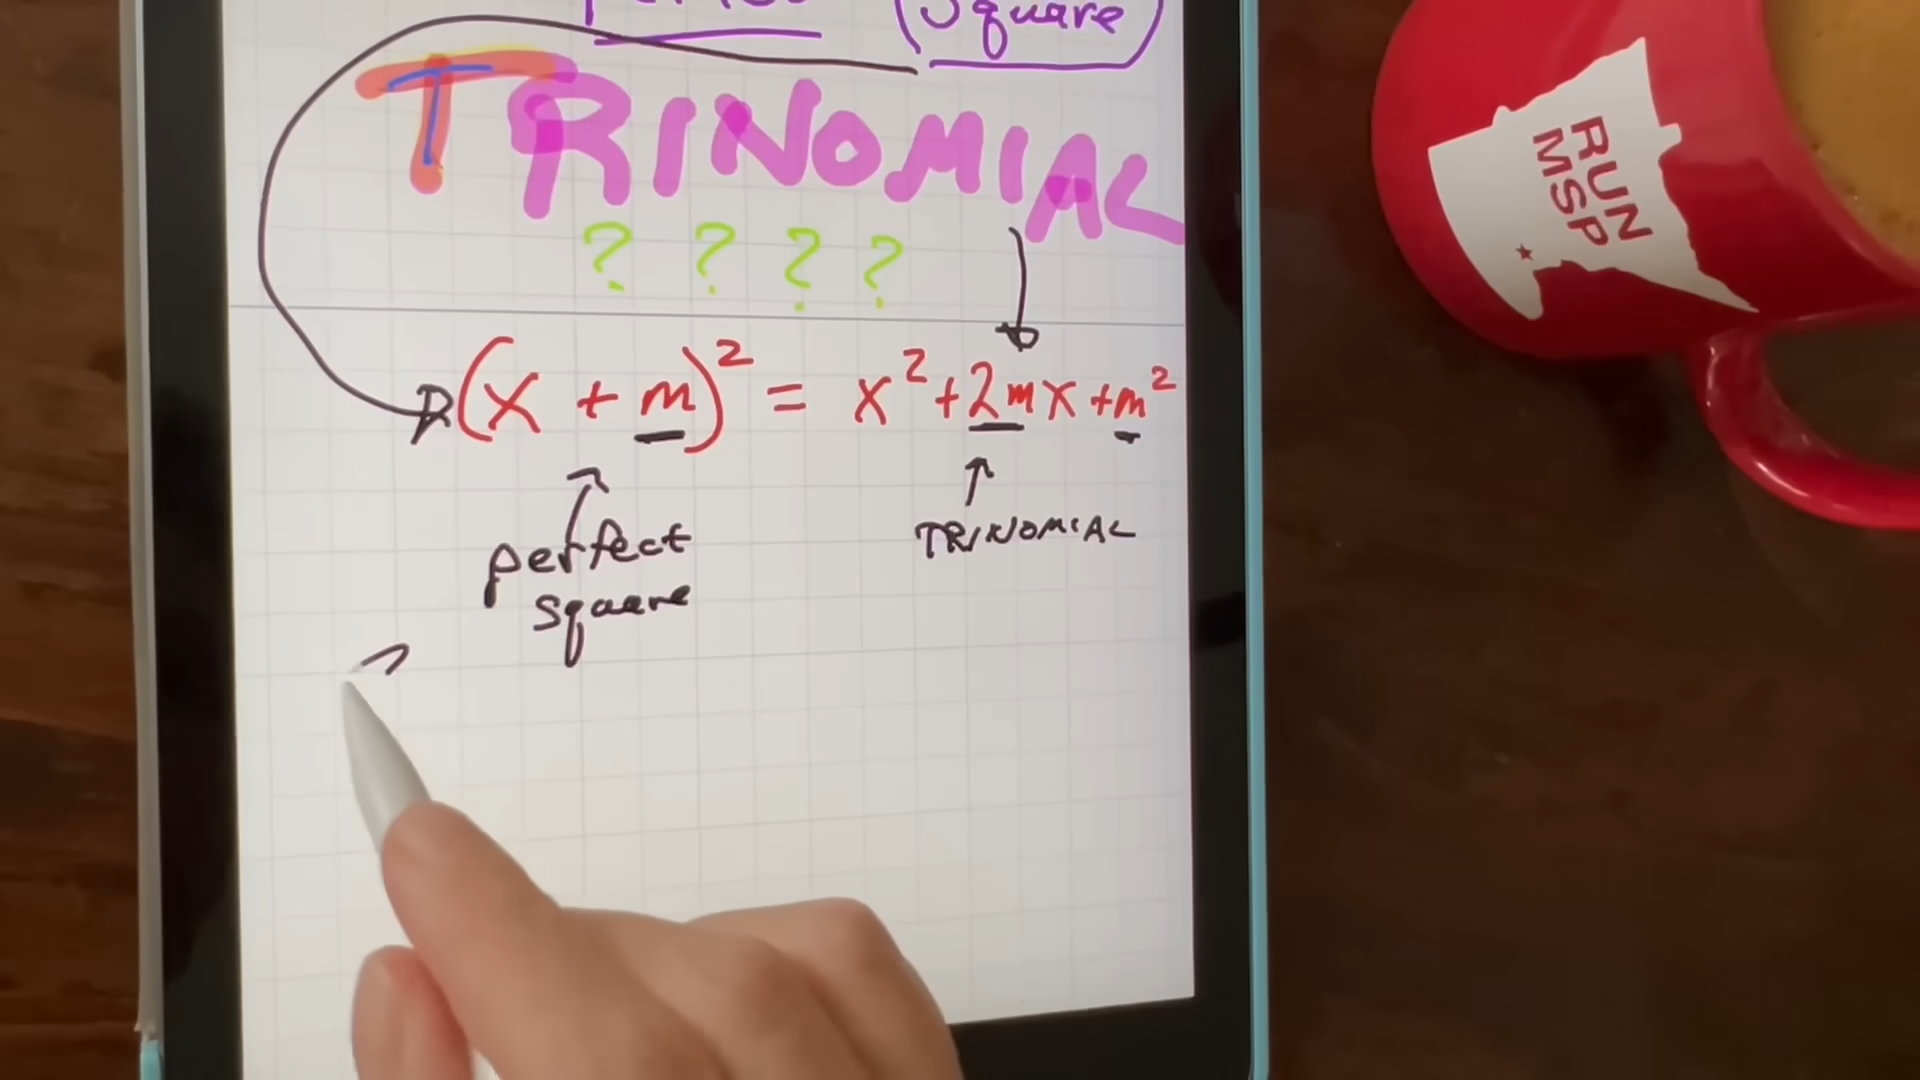 (Square)
TRINOMIAL
? ? ? ?
(x + m)² = x² + 2mx + m²
perfect
square
TRINOMIAL
RUN
MSP